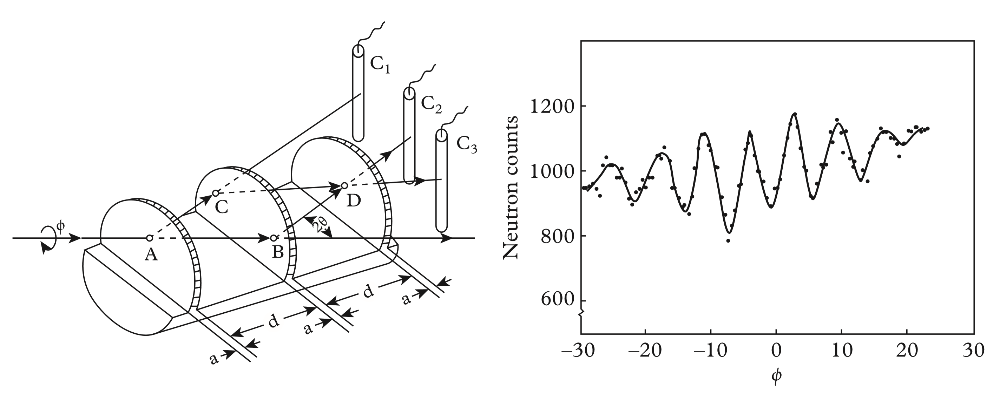 C1
C2
C3
ϕ
A
B
C
D
2θ
d
a
d
a
a
Neutron counts
1200
1000
800
600
–30
–20
–10
0
10
20
30
ϕ